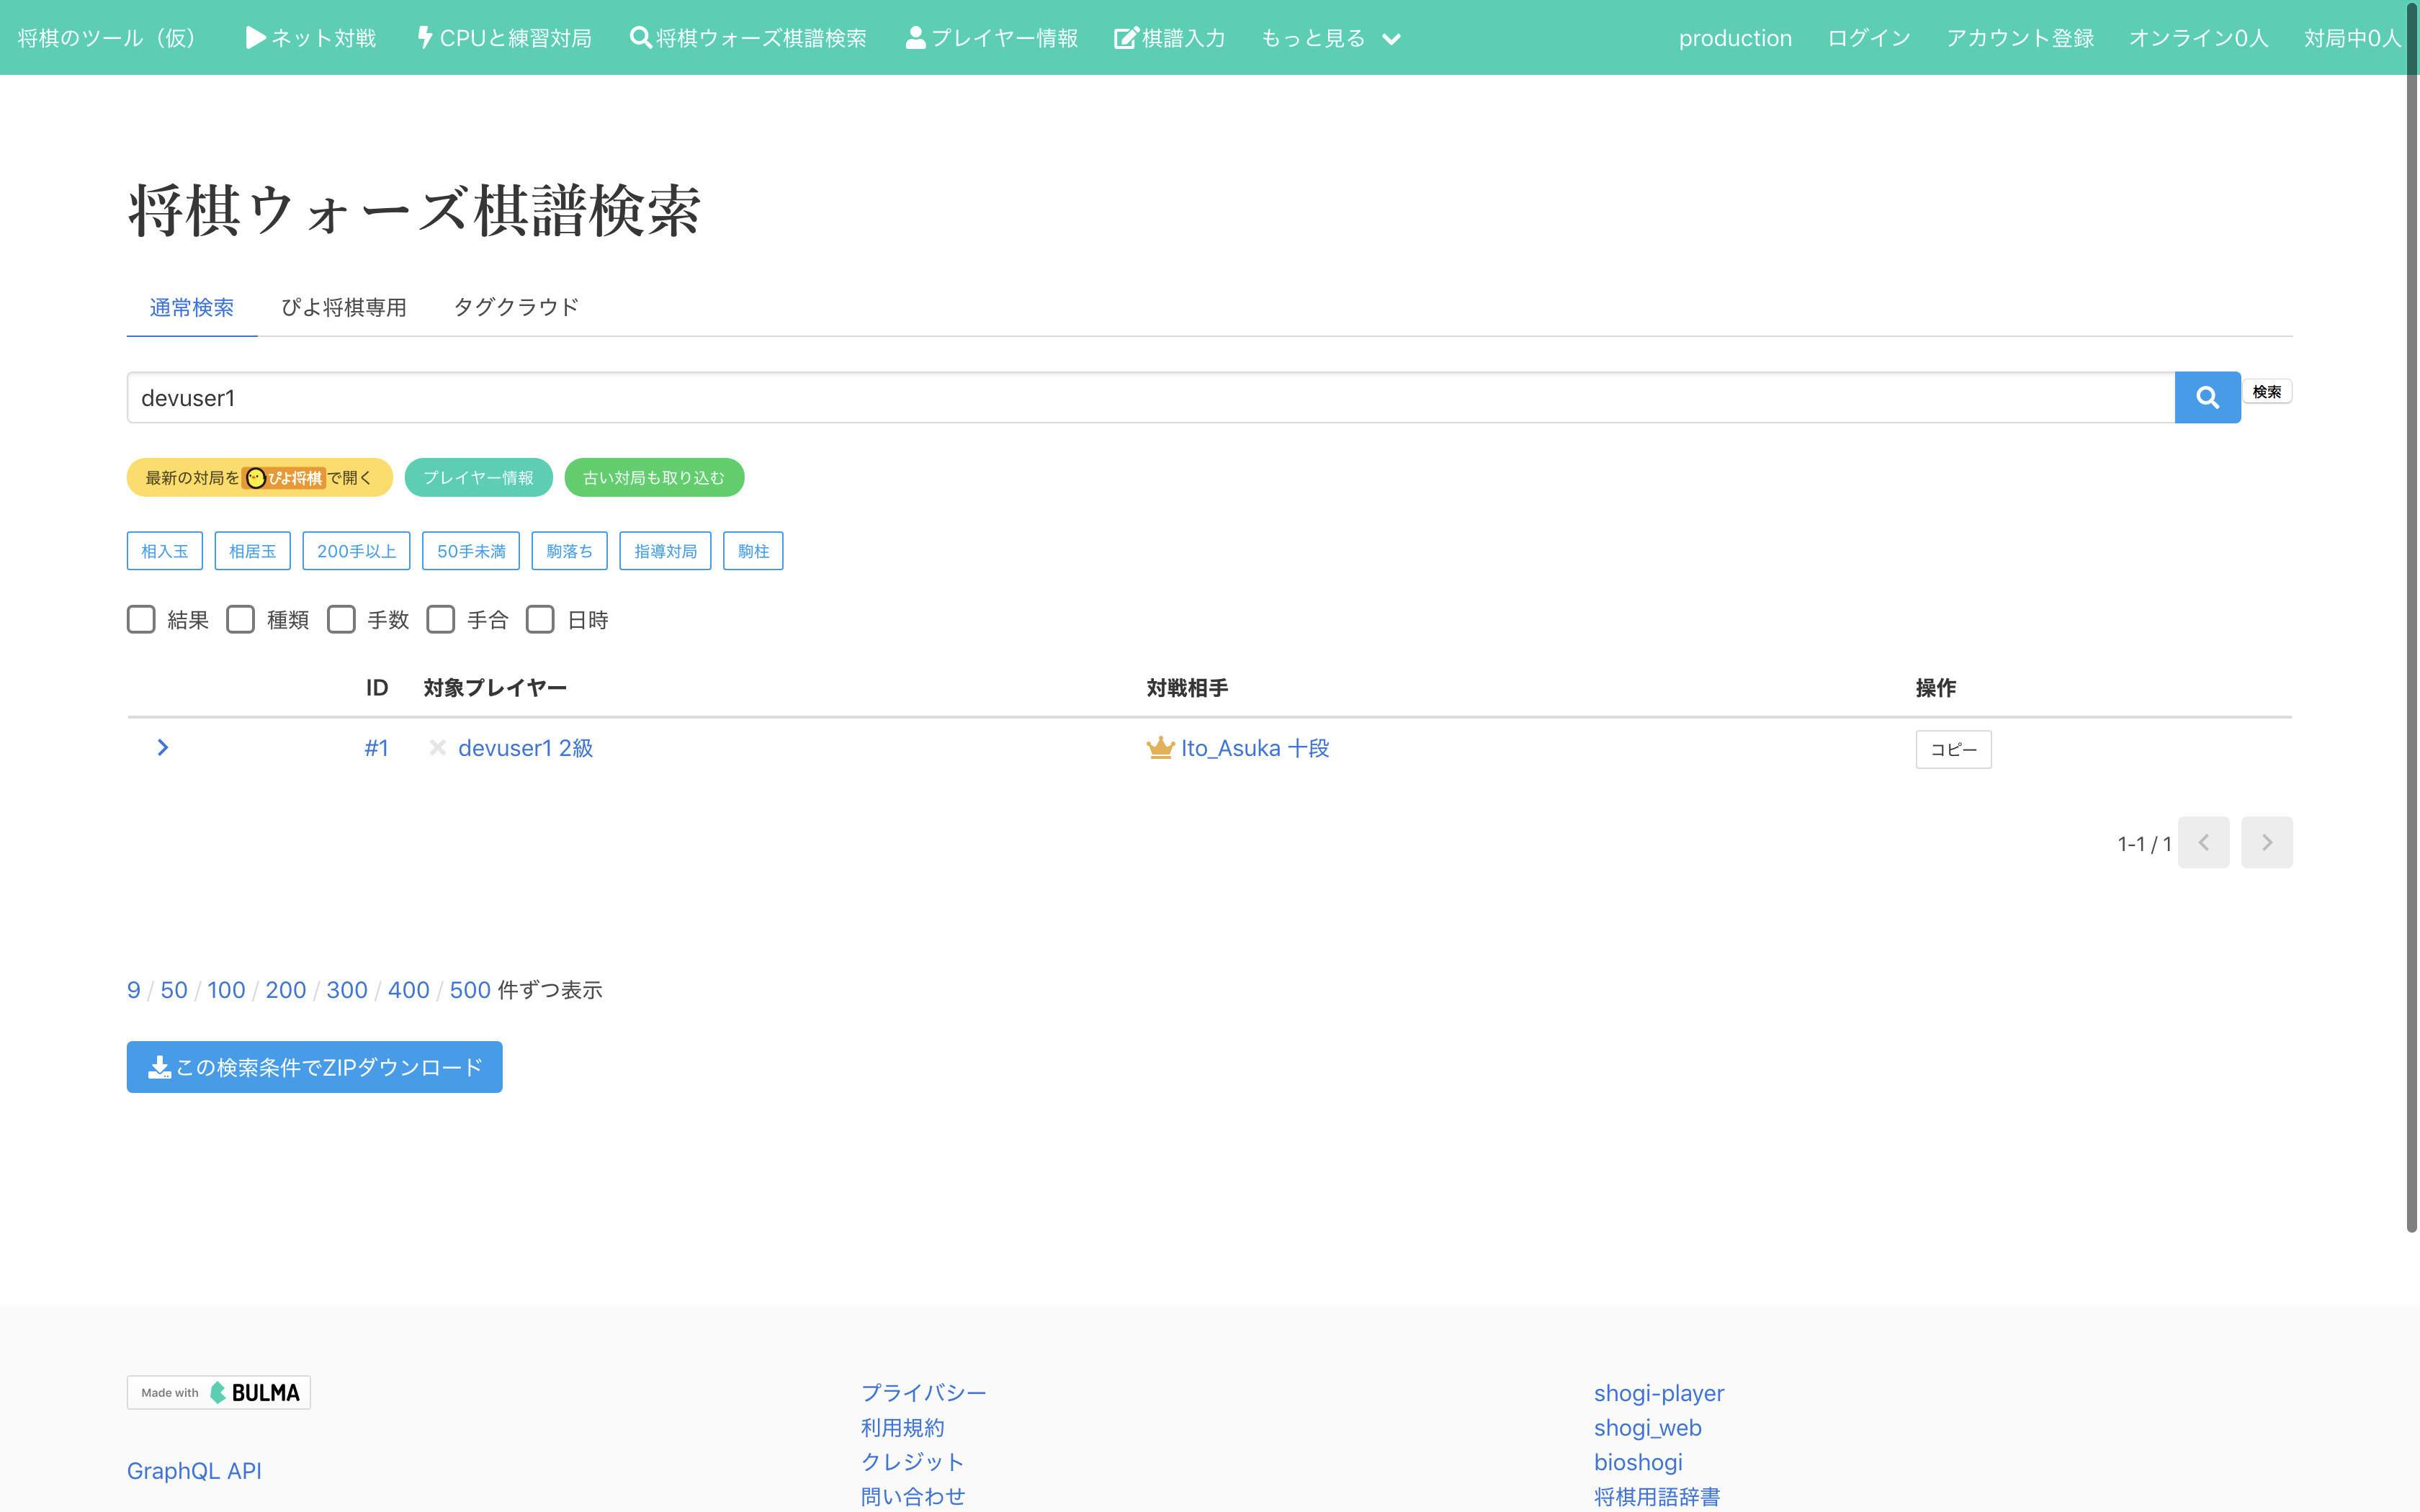 将棋のツール（仮） ネット対戦 CPUと練習対局 将棋ウォーズ棋譜検索 プレイヤー情報 棋譜入力 もっと見る production ログイン アカウント登録 オンライン0人 対局中0人
将棋ウォーズ棋譜検索
通常検索 ぴよ将棋専用 タグクラウド
devuser1 検索
最新の対局をぴよ将棋で開く プレイヤー情報 古い対局も取り込む
相入玉 相居玉 200手以上 50手未満 駒落ち 指導対局 駒柱
結果 種類 手数 手合 日時
ID 対象プレイヤー 対戦相手 操作
#1 devuser1 2級 Ito_Asuka 十段 コピー
1-1 / 1
9 / 50 / 100 / 200 / 300 / 400 / 500 件ずつ表示
この検索条件でZIPダウンロード
Made with BULMA
GraphQL API
プライバシー
利用規約
クレジット
問い合わせ
shogi-player
shogi_web
bioshogi
将棋用語辞書